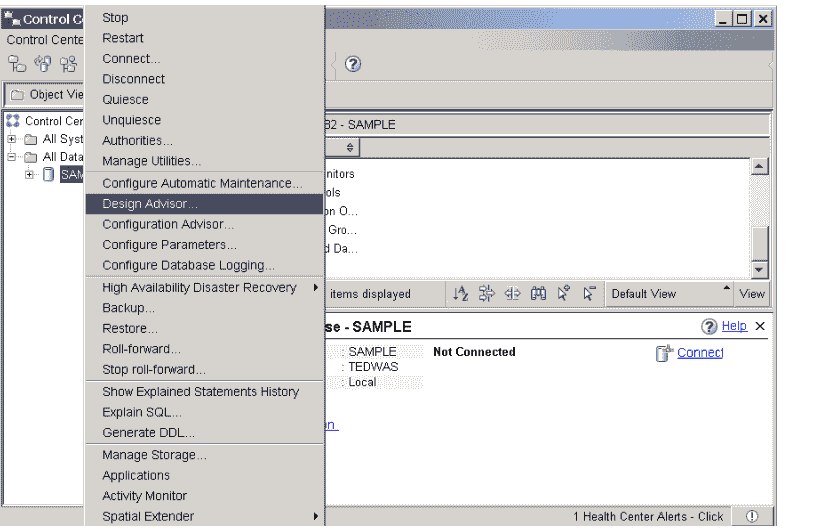 Control C
Control Cente
Object Vie
Control Cer
All Syst
All Data
SAM
Stop
Restart
Connect...
Disconnect
Quiesce
Unquiesce
Authorities...
Manage Utilities...
Configure Automatic Maintenance...
Design Advisor...
Configuration Advisor...
Configure Parameters...
Configure Database Logging...
High Availability Disaster Recovery
Backup...
Restore...
Roll-forward...
Stop roll-forward...
Show Explained Statements History
Explain SQL...
Generate DDL...
Manage Storage...
Applications
Activity Monitor
Spatial Extender
B2 - SAMPLE
nitors
ols
on O...
Gro...
d Da...
items displayed
Default View
View
se - SAMPLE
Help
: SAMPLE
Not Connected
Connect
: TEDWAS
: Local
on
1 Health Center Alerts - Click